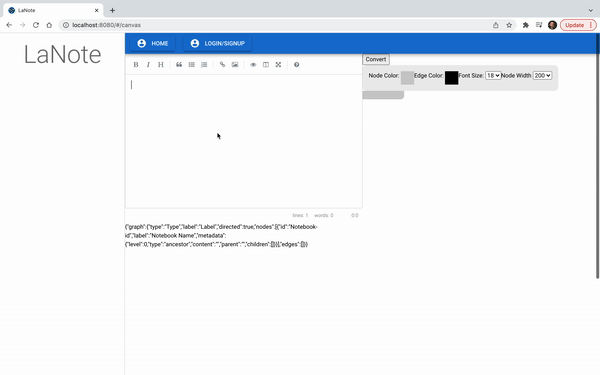 LaNote
localhost:8080/#/canvas
Update
LaNote
HOME
LOGIN/SIGNUP
B I H
Convert
Node Color: Edge Color: Font Size: 18 Node Width 200
lines: 1 words: 0 0:0
{"graph":{"type":"Type","label":"Label","directed":true,"nodes":[{"id":"Notebook-
id","label":"Notebook Name","metadata":
{"level":0,"type":"ancestor","content":"","parent":"","children":[]}}],"edges":[]}}